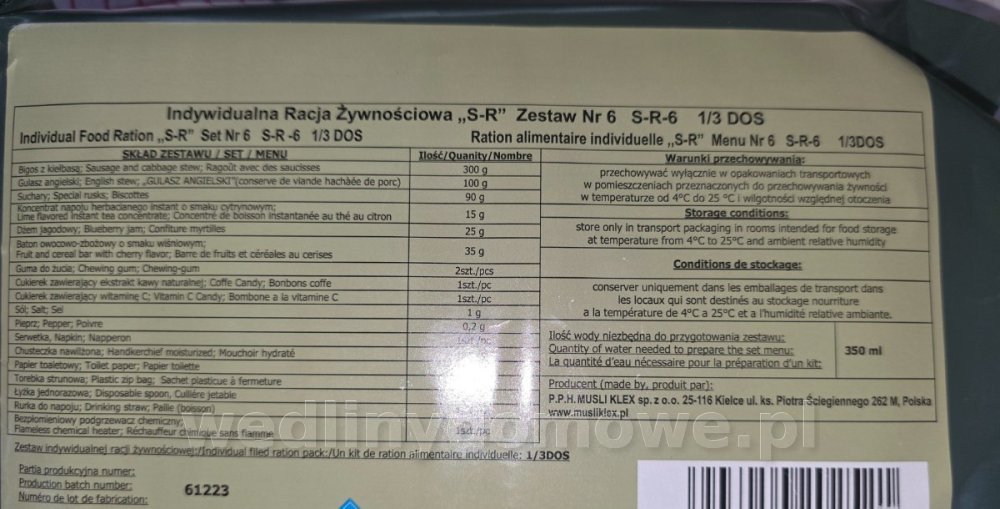 Indywidualna Racja Żywnościowa „S-R” Zestaw Nr 6 S-R-6 1/3 DOS
Individual Food Ration „S-R” Set Nr 6 S-R -6 1/3 DOS
Ration alimentaire individuelle „S-R” Menu Nr 6 S-R-6 1/3DOS
SKŁAD ZESTAWU / SET / MENU Ilość/Quanity/Nombre
Bigos z kiełbasą; Sausage and cabbage stew; Ragoût avec des saucisses 300 g
Gulasz angielski; English stew; „GULASZ ANGIELSKI”(conserve de viande hachàée de porc) 100 g
Suchary; Special rusks; Biscottes 90 g
Koncentrat napoju herbacianego instant o smaku cytrynowym;
Lime flavored instant tea concentrate; Concentré de boisson instantanée au thé au citron 15 g
Dżem jagodowy; Blueberry jam; Confiture myrtilles 25 g
Baton owocowo-zbożowy o smaku wiśniowym;
Fruit and cereal bar with cherry flavor; Barre de fruits et céréales au cerises 35 g
Guma do żucia; Chewing gum; Chewing-gum 2szt./pcs
Cukierek zawierający ekstrakt kawy naturalnej; Coffe Candy; Bonbons coffe 1szt./pc
Cukierek zawierający witaminę C; Vitamin C Candy; Bombone a la vitamine C 1szt./pc
Sól; Salt; Sel 1 g
Pieprz; Pepper; Poivre 0,2 g
Serwetka, Napkin; Napperon
Chusteczka nawilżona; Handkerchief moisturized; Mouchoir hydraté
Papier toaletowy; Toilet paper; Papier toilette
Torebka strunowa; Plastic zip bag; Sachet plasticue à fermeture
Łyżka jednorazowa; Disposable spoon, Cuillère jetable
Rurka do napoju; Drinking straw; Paille (boisson)
Bezpłomieniowy podgrzewacz chemiczny;
Flameless chemical heater; Réchauffeur chimique sans flamme 1szt./pc
Zestaw indywidualnej racji żywnościowej:/Individual filed ration pack:/Un kit de ration alimentaire individuelle: 1/3DOS
Partia produkcyjna numer:
Production batch number:
Numéro de lot de fabrication:
61223
Warunki przechowywania:
przechowywać wyłącznie w opakowaniach transportowych
w pomieszczeniach przeznaczonych do przechowywania żywności
w temperaturze od 4°C do 25 °C i wilgotności względnej otoczenia
Storage conditions:
store only in transport packaging in rooms intended for food storage
at temperature from 4°C to 25°C and ambient relative humidity
Conditions de stockage:
conserver uniquement dans les emballages de transport dans
les locaux qui sont destinés au stockage nourriture
a la température de 4°C a 25°C et a l'humidité relative ambiante.
Ilość wody niezbędna do przygotowania zestawu:
Quantity of water needed to prepare the set menu:
La quantité d'eau nécessaire pour la préparation d'un kit:
350 ml
Producent (made by, produit par):
P.P.H. MUSLI KLEX sp. z o.o. 25-116 Kielce ul. ks. Piotra Ściegiennego 262 M, Polska
www.musliklex.pl
wedlinydomowe.pl